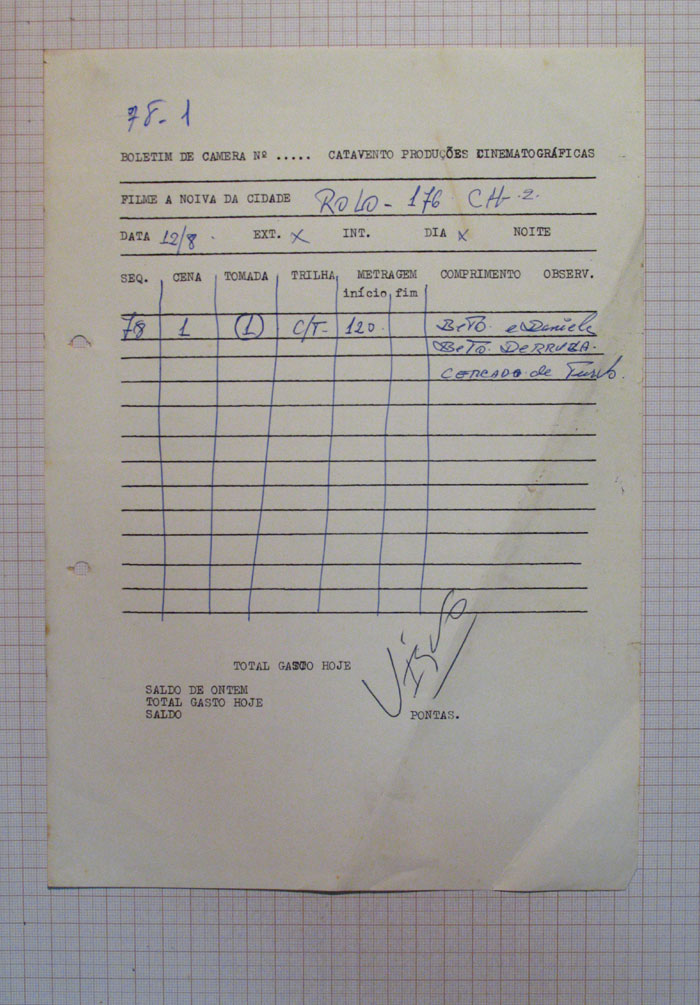 78-1
BOLETIM DE CAMERA Nº ..... CATAVENTO PRODUÇÕES CINEMATOGRÁFICAS
FILME A NOIVA DA CIDADE ROLO - 176 CH-2
DATA 12/8. EXT. X INT. DIA X NOITE
SEQ. CENA TOMADA TRILHA METRAGEM COMPRIMENTO OBSERV.
início fim
78 1 (1) C/T- 120 BETO e Daniele
BETO DERRUBA
CERCADO de
TOTAL GASTO HOJE
SALDO DE ONTEM
TOTAL GASTO HOJE
SALDO PONTAS.